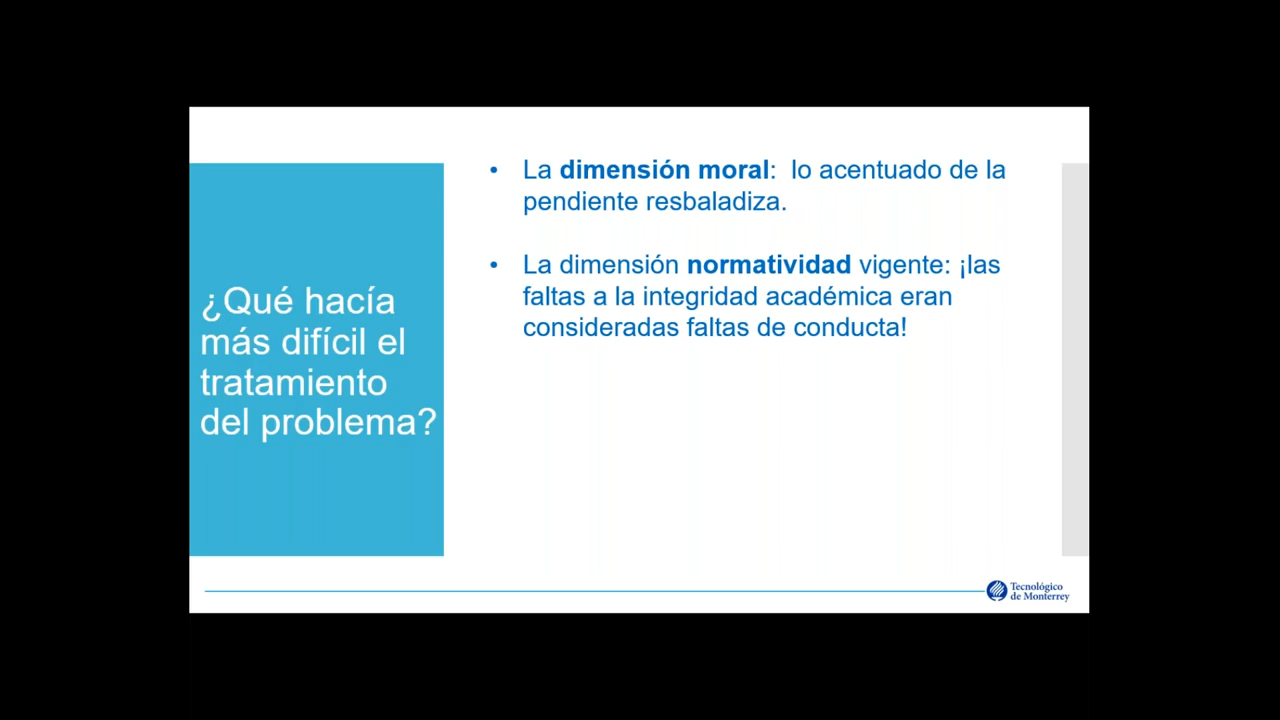 ¿Qué hacía
más difícil el
tratamiento
del problema?
• La dimensión moral:  lo acentuado de la
pendiente resbaladiza.
• La dimensión normatividad vigente: ¡las
faltas a la integridad académica eran
consideradas faltas de conducta!
Tecnológico
de Monterrey